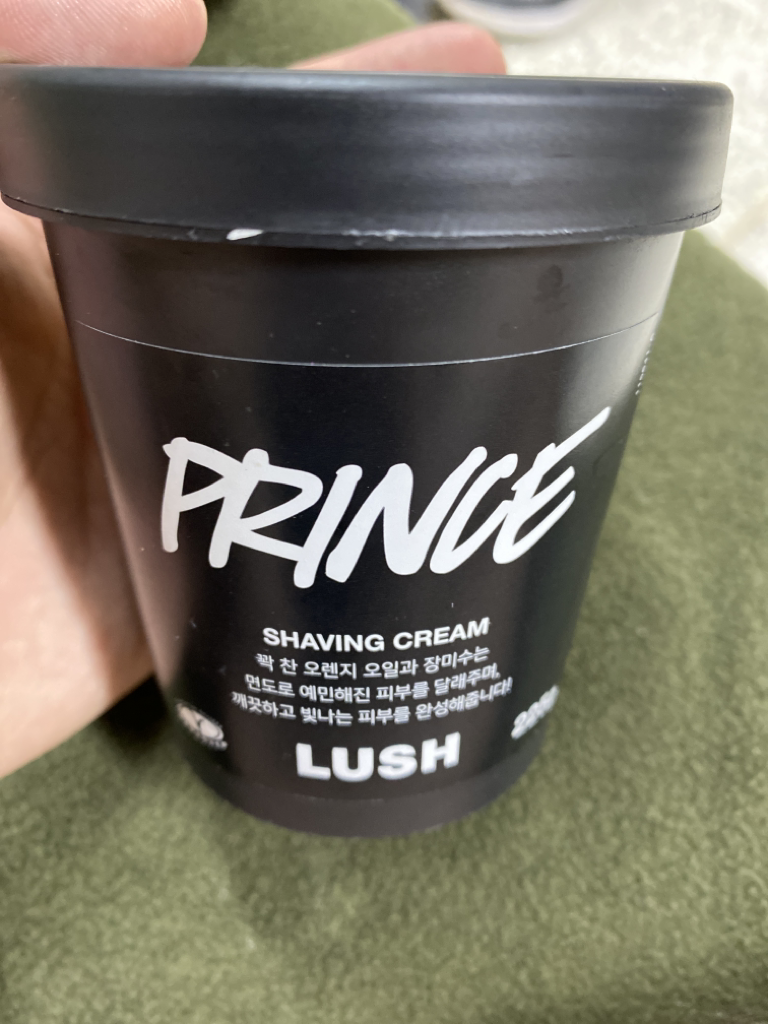 PRINCE
SHAVING CREAM
꽉 찬 오렌지 오일과 장미수는
면도로 예민해진 피부를 달래주며,
깨끗하고 빛나는 피부를 완성해줍니다!
LUSH